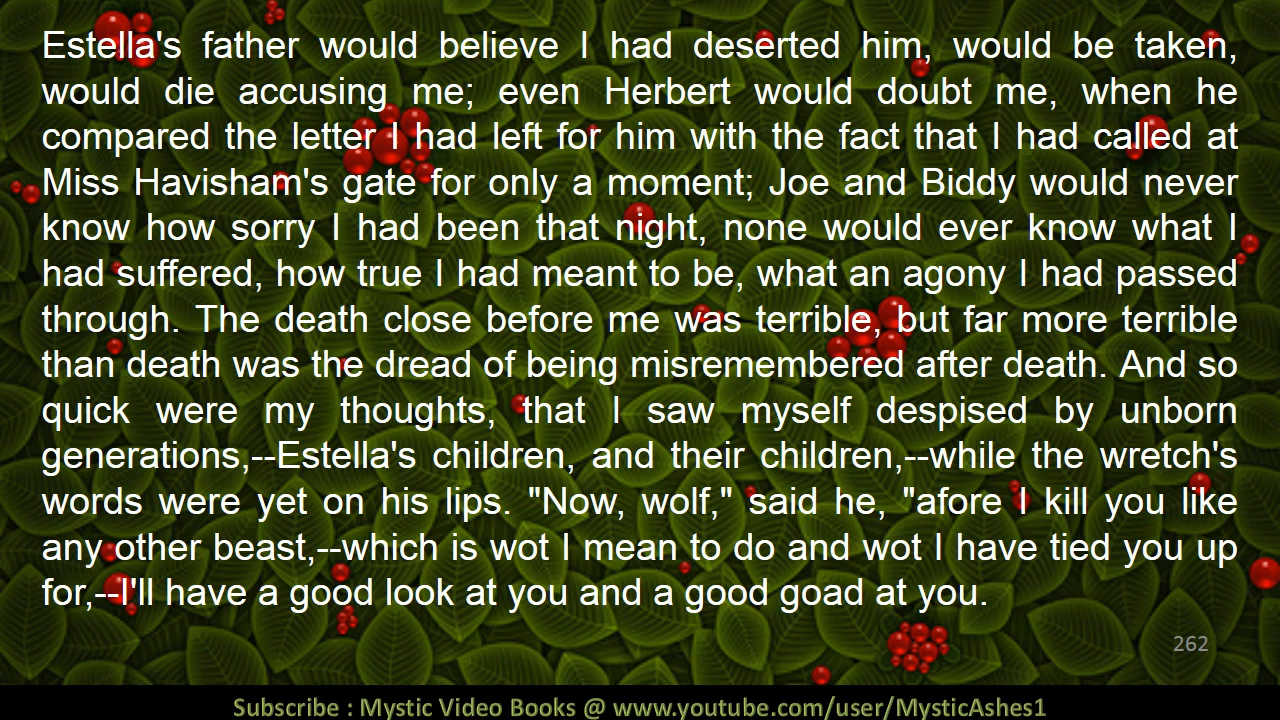 Estella's father would believe I had deserted him, would be taken,
would die accusing me; even Herbert would doubt me, when he
compared the letter I had left for him with the fact that I had called at
Miss Havisham's gate for only a moment; Joe and Biddy would never
know how sorry I had been that night, none would ever know what I
had suffered, how true I had meant to be, what an agony I had passed
through. The death close before me was terrible, but far more terrible
than death was the dread of being misremembered after death. And so
quick were my thoughts, that I saw myself despised by unborn
generations,--Estella's children, and their children,--while the wretch's
words were yet on his lips. "Now, wolf," said he, "afore I kill you like
any other beast,--which is wot I mean to do and wot I have tied you up
for,--I'll have a good look at you and a good goad at you.
262
Subscribe : Mystic Video Books @ www.youtube.com/user/MysticAshes1